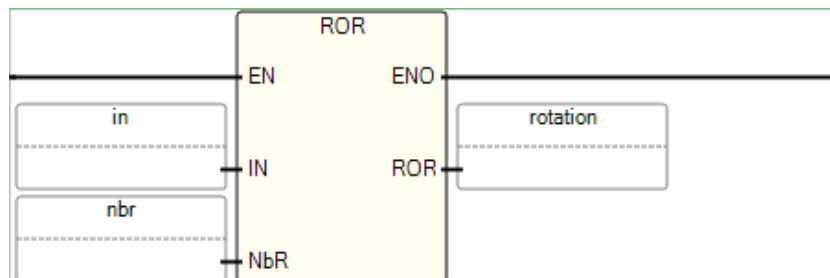 ROR
EN ENO
in rotation
IN ROR
nbr
NbR